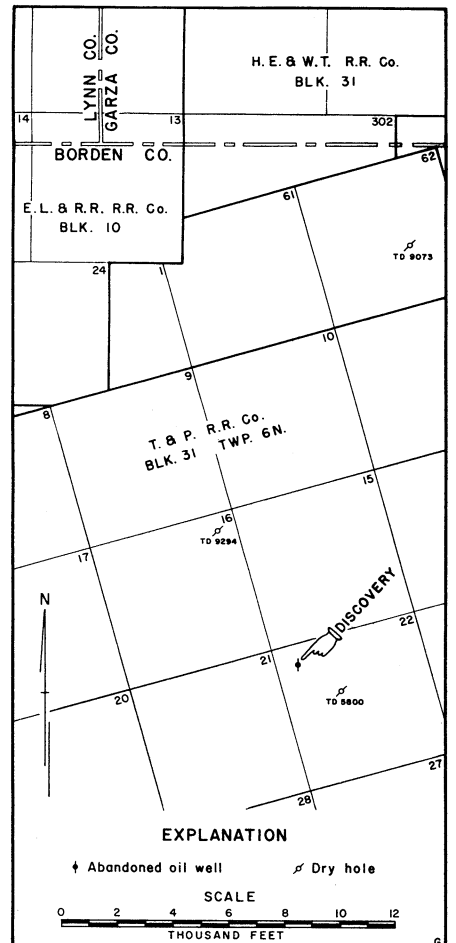 LYNN CO.
GARZA CO.
H. E. & W. T. R. R. Co.
BLK. 31
14
13
302
BORDEN CO.
62
E. L. & R. R. R. R. Co.
BLK. 10
61
TD 9073
24
1
10
9
8
T. & P. R. R. Co.
BLK. 31 TWP. 6 N.
15
16
TD 9294
17
DISCOVERY
N
22
21
20
TD 5800
27
28
EXPLANATION
Abandoned oil well
Dry hole
SCALE
0 2 4 6 8 10 12
THOUSAND FEET
G